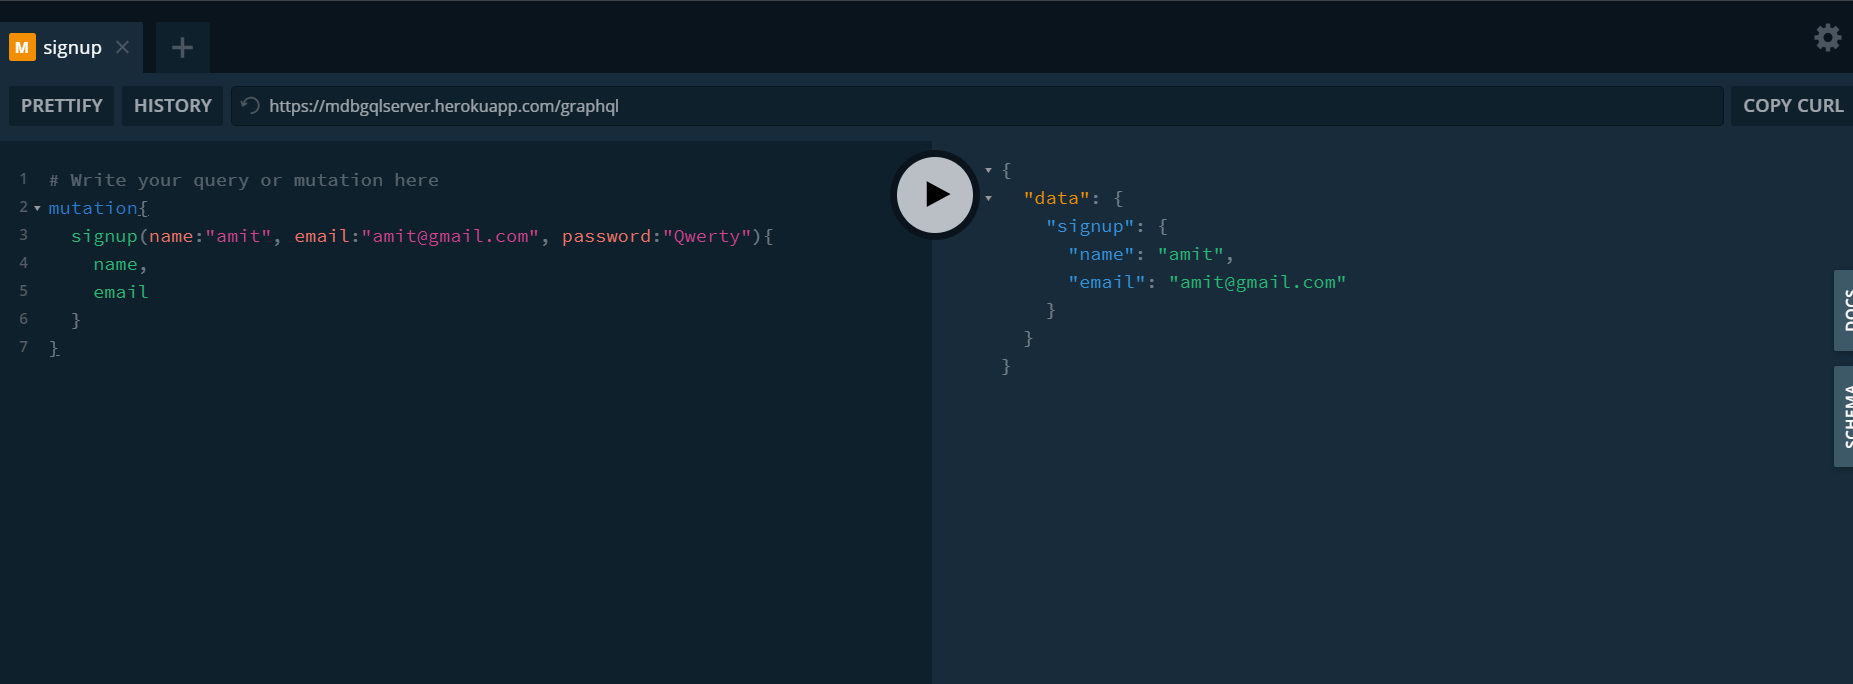 M signup
PRETTIFY HISTORY https://mdbgqlserver.herokuapp.com/graphql COPY CURL
1 # Write your query or mutation here
2 mutation{
3 signup(name:"amit", email:"amit@gmail.com", password:"Qwerty"){
4 name,
5 email
6 }
7 }
{
"data": {
"signup": {
"name": "amit",
"email": "amit@gmail.com"
}
}
}
DOCS
SCHEMA